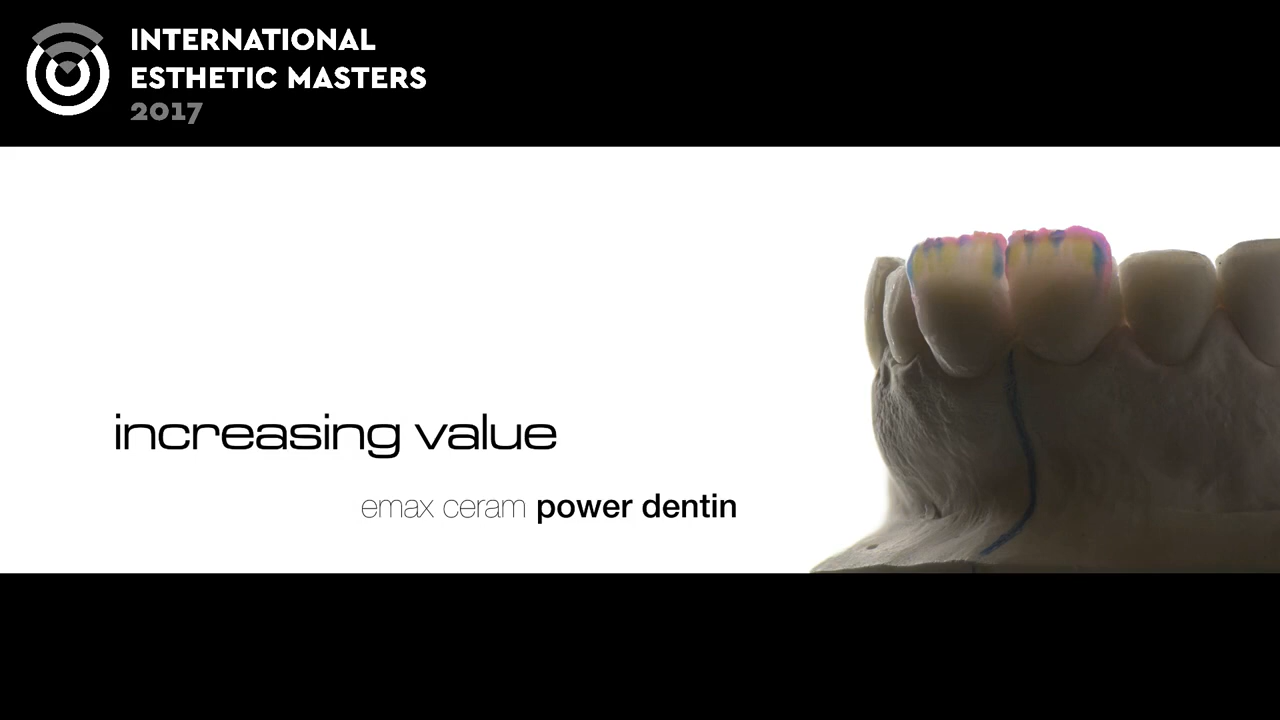 INTERNATIONAL
ESTHETIC MASTERS
2017
increasing value
emax ceram power dentin